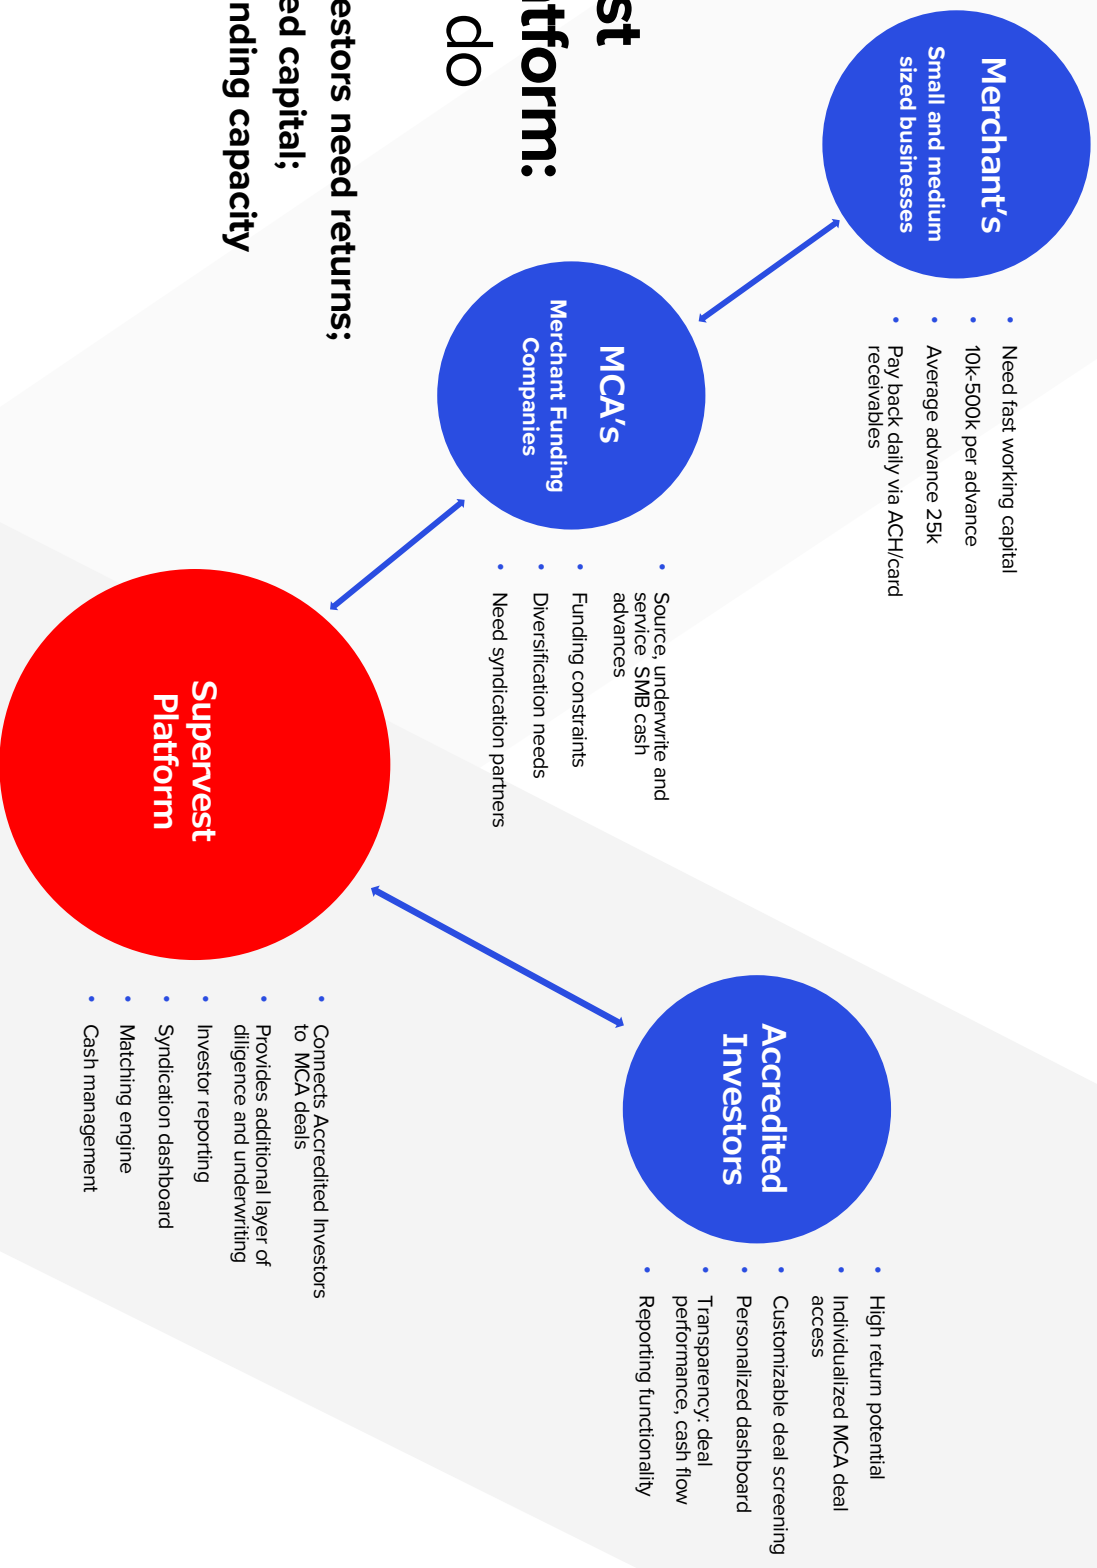 st
tform:
do
estors need returns;
ed capital;
nding capacity
Merchant’s
Small and medium
sized businesses
Need fast working capital
10k-500k per advance
Average advance 25k
Pay back daily via ACH/card
receivables
MCA’s
Merchant Funding
Companies
Source, underwrite and
service SMB cash
advances
Funding constraints
Diversification needs
Need syndication partners
Supervest
Platform
Connects Accredited Investors
to MCA deals
Provides additional layer of
diligence and underwriting
Investor reporting
Syndication dashboard
Matching engine
Cash management
Accredited
Investors
High return potential
Individualized MCA deal
access
Customizable deal screening
Personalized dashboard
Transparency: deal
performance, cash flow
Reporting functionality